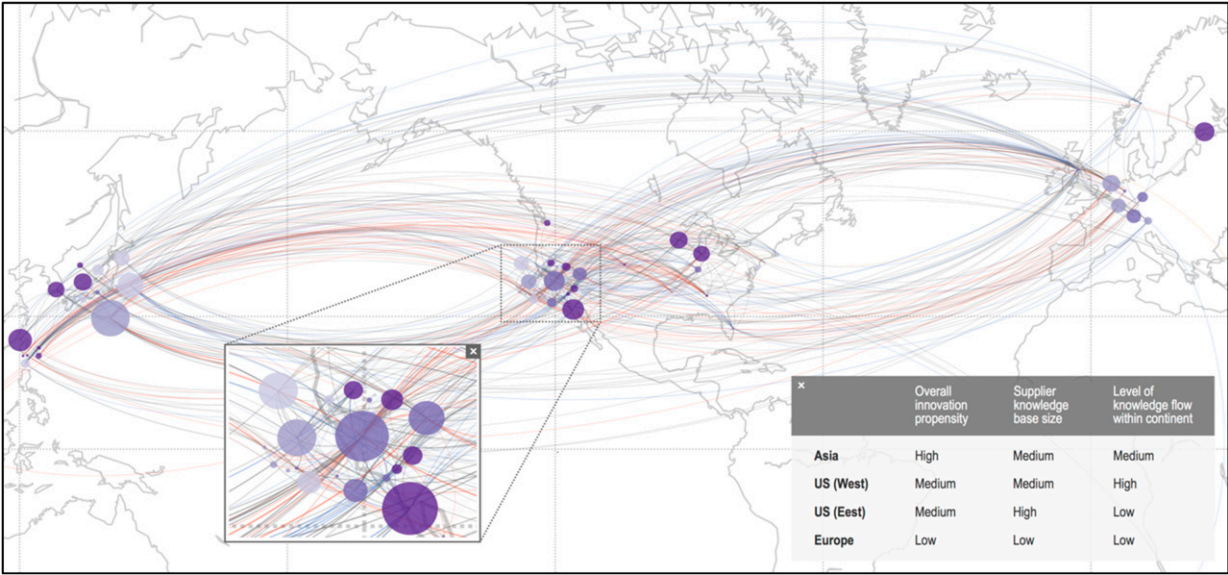 ×
×
Overall innovation propensity
Supplier knowledge base size
Level of knowledge flow within continent
Asia High Medium Medium
US (West) Medium Medium High
US (Eest) Medium High Low
Europe Low Low Low